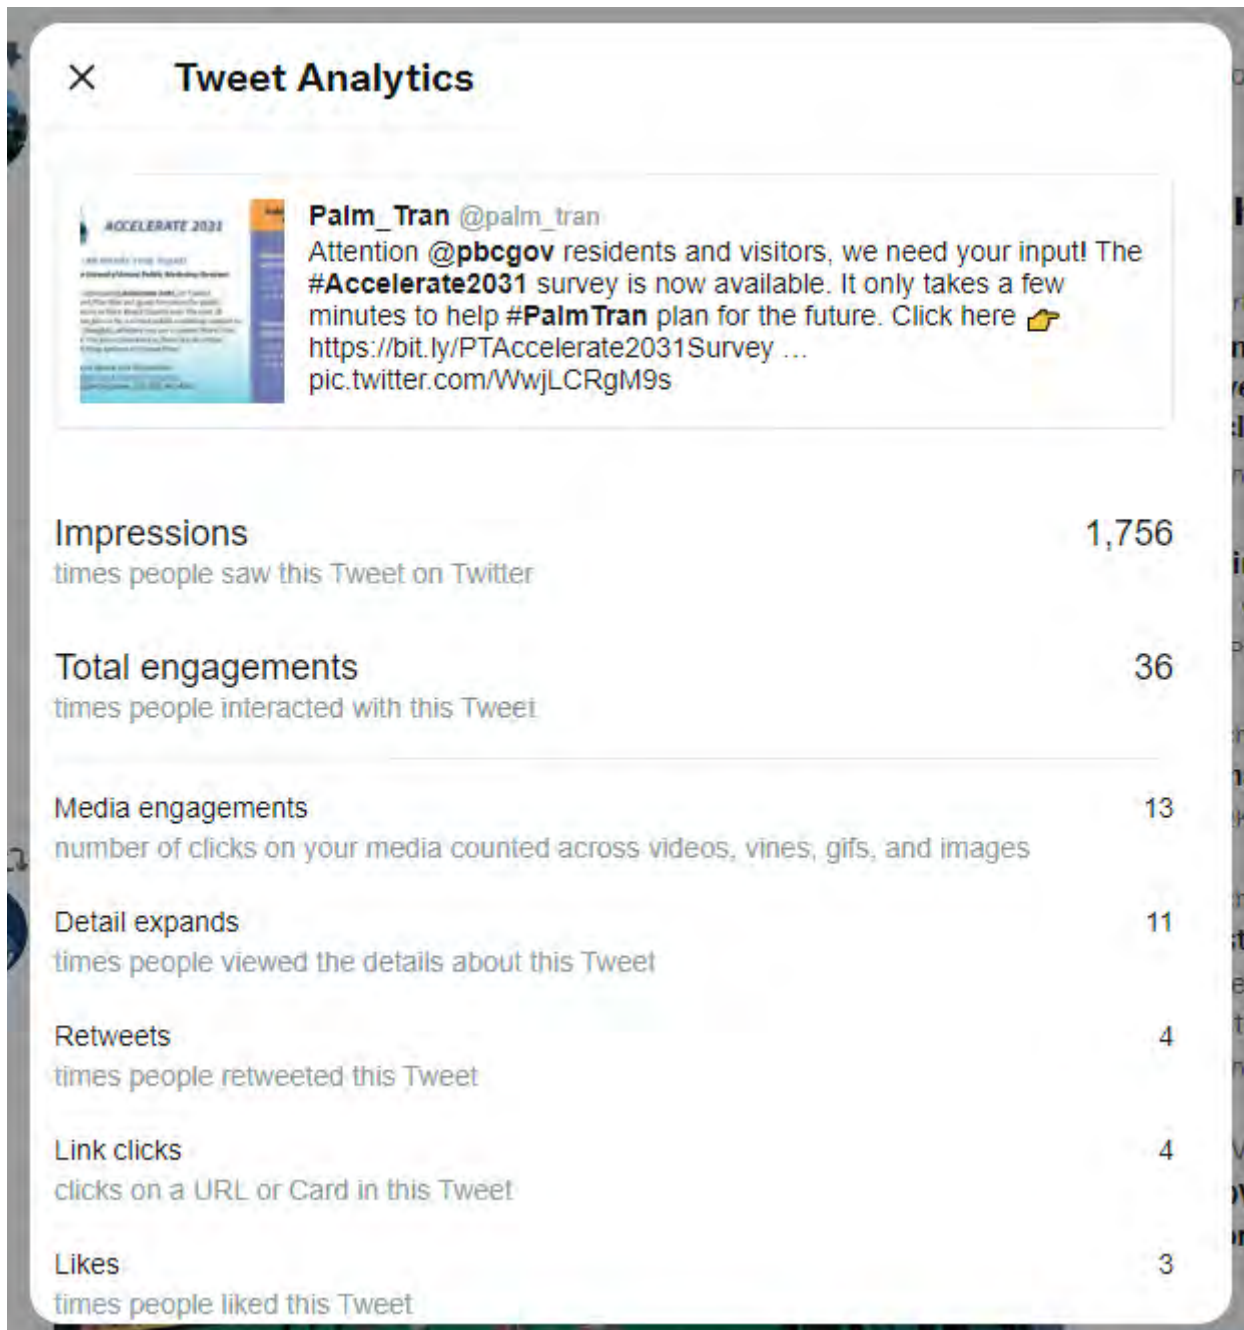 Tweet Analytics
ACCELERATE 2031
Palm_Tran @palm_tran
Attention @pbcgov residents and visitors, we need your input! The
#Accelerate2031 survey is now available. It only takes a few
minutes to help #PalmTran plan for the future. Click here 👉
https://bit.ly/PTAccelerate2031Survey …
pic.twitter.com/WwjLCRgM9s
Impressions 1,756
times people saw this Tweet on Twitter
Total engagements 36
times people interacted with this Tweet
Media engagements 13
number of clicks on your media counted across videos, vines, gifs, and images
Detail expands 11
times people viewed the details about this Tweet
Retweets 4
times people retweeted this Tweet
Link clicks 4
clicks on a URL or Card in this Tweet
Likes 3
times people liked this Tweet